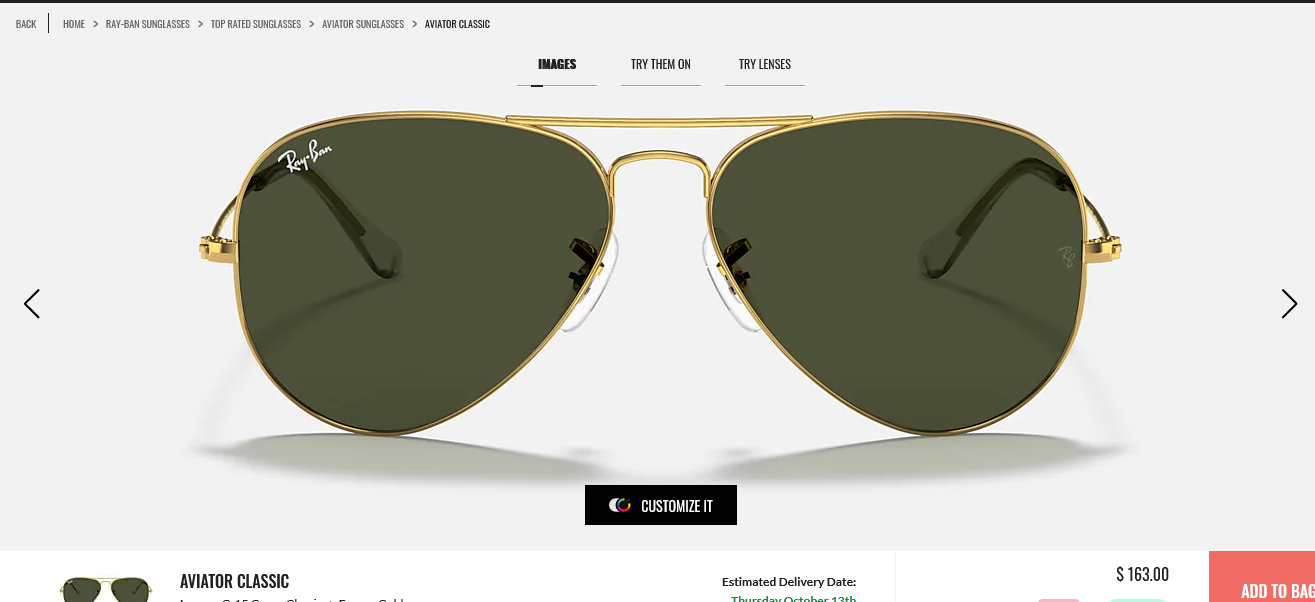 BACK HOME > RAY-BAN SUNGLASSES > TOP RATED SUNGLASSES > AVIATOR SUNGLASSES > AVIATOR CLASSIC
IMAGES TRY THEM ON TRY LENSES
Ray-Ban
RB
CUSTOMIZE IT
AVIATOR CLASSIC
Estimated Delivery Date:
Thursday October 13th
$ 163.00
ADD TO BAG